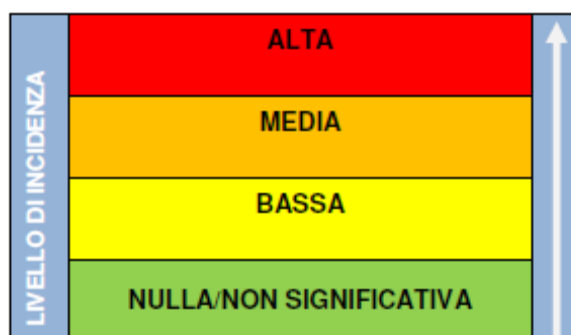 LIVELLO DI INCIDENZA
ALTA
MEDIA
BASSA
NULLA/NON SIGNIFICATIVA